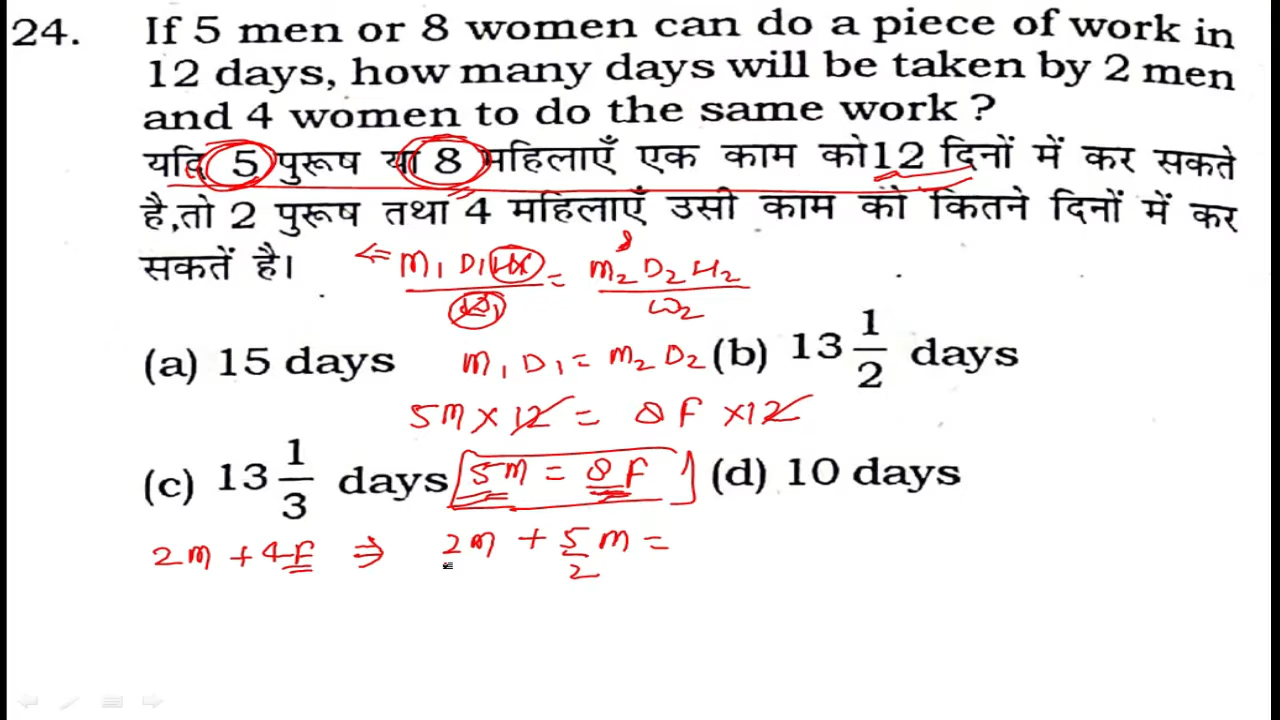 24. If 5 men or 8 women can do a piece of work in
12 days, how many days will be taken by 2 men
and 4 women to do the same work ?
यदि 5 पुरूष या 8 महिलाएँ एक काम को 12 दिनों में कर सकते
है,तो 2 पुरूष तथा 4 महिलाएँ उसी काम को कितने दिनों में कर
सकतें है।
⇐ M₁ D₁ H₁ / W₁ = M₂ D₂ H₂ / W₂
(a) 15 days
M₁ D₁ = M₂ D₂
(b) 13 1/2 days
5M × 12 = 8F × 12
(c) 13 1/3 days
5M = 8F
(d) 10 days
2M + 4F ⇒ 2M + 5/2 M =